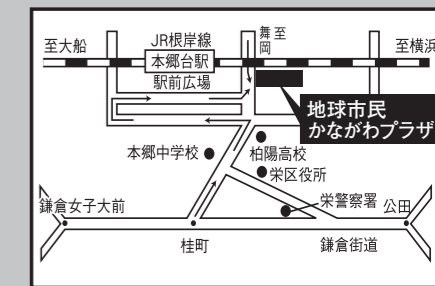 至大船
JR根岸線
本郷台駅
駅前広場
至舞岡
至横浜
地球市民
かながわプラザ
本郷中学校
柏陽高校
栄区役所
栄警察署
鎌倉女子大前
公田
桂町
鎌倉街道